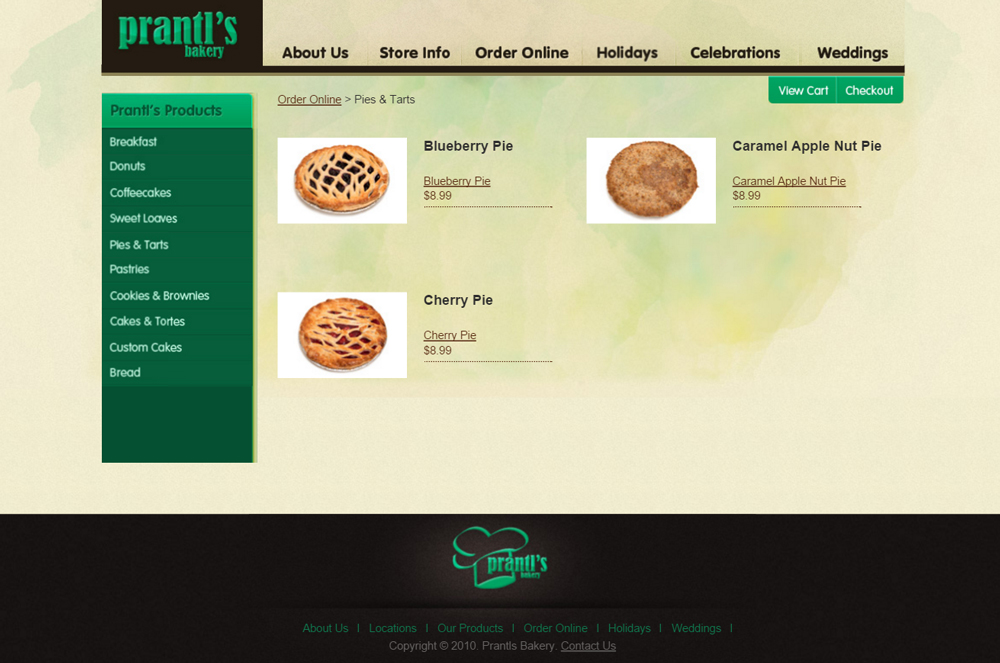 prantl's
bakery
About Us
Store Info
Order Online
Holidays
Celebrations
Weddings
View Cart
Checkout
Order Online > Pies & Tarts
Prantl's Products
Breakfast
Donuts
Coffeecakes
Sweet Loaves
Pies & Tarts
Pastries
Cookies & Brownies
Cakes & Tortes
Custom Cakes
Bread
Blueberry Pie
Blueberry Pie
$8.99
Caramel Apple Nut Pie
Caramel Apple Nut Pie
$8.99
Cherry Pie
Cherry Pie
$8.99
prantl's
bakery
About Us | Locations | Our Products | Order Online | Holidays | Weddings |
Copyright © 2010. Prantls Bakery. Contact Us